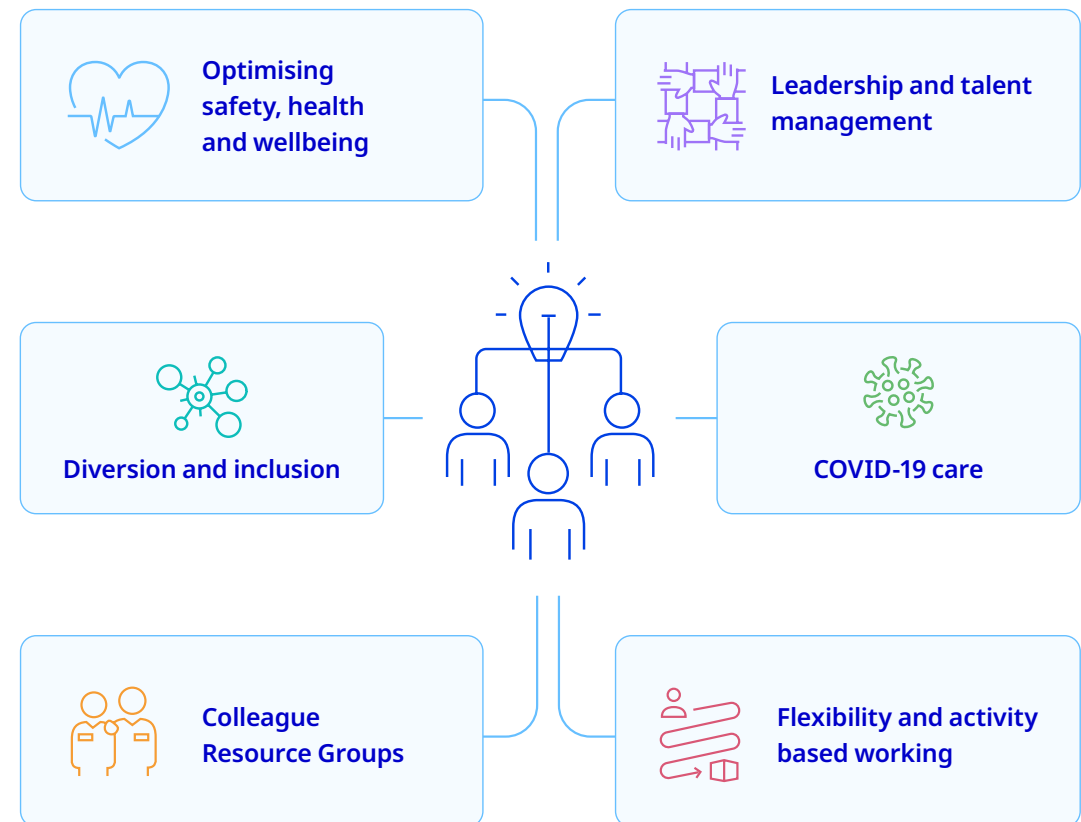 Optimising
safety, health
and wellbeing
Leadership and talent
management
Diversion and inclusion
COVID-19 care
Colleague
Resource Groups
Flexibility and activity
based working